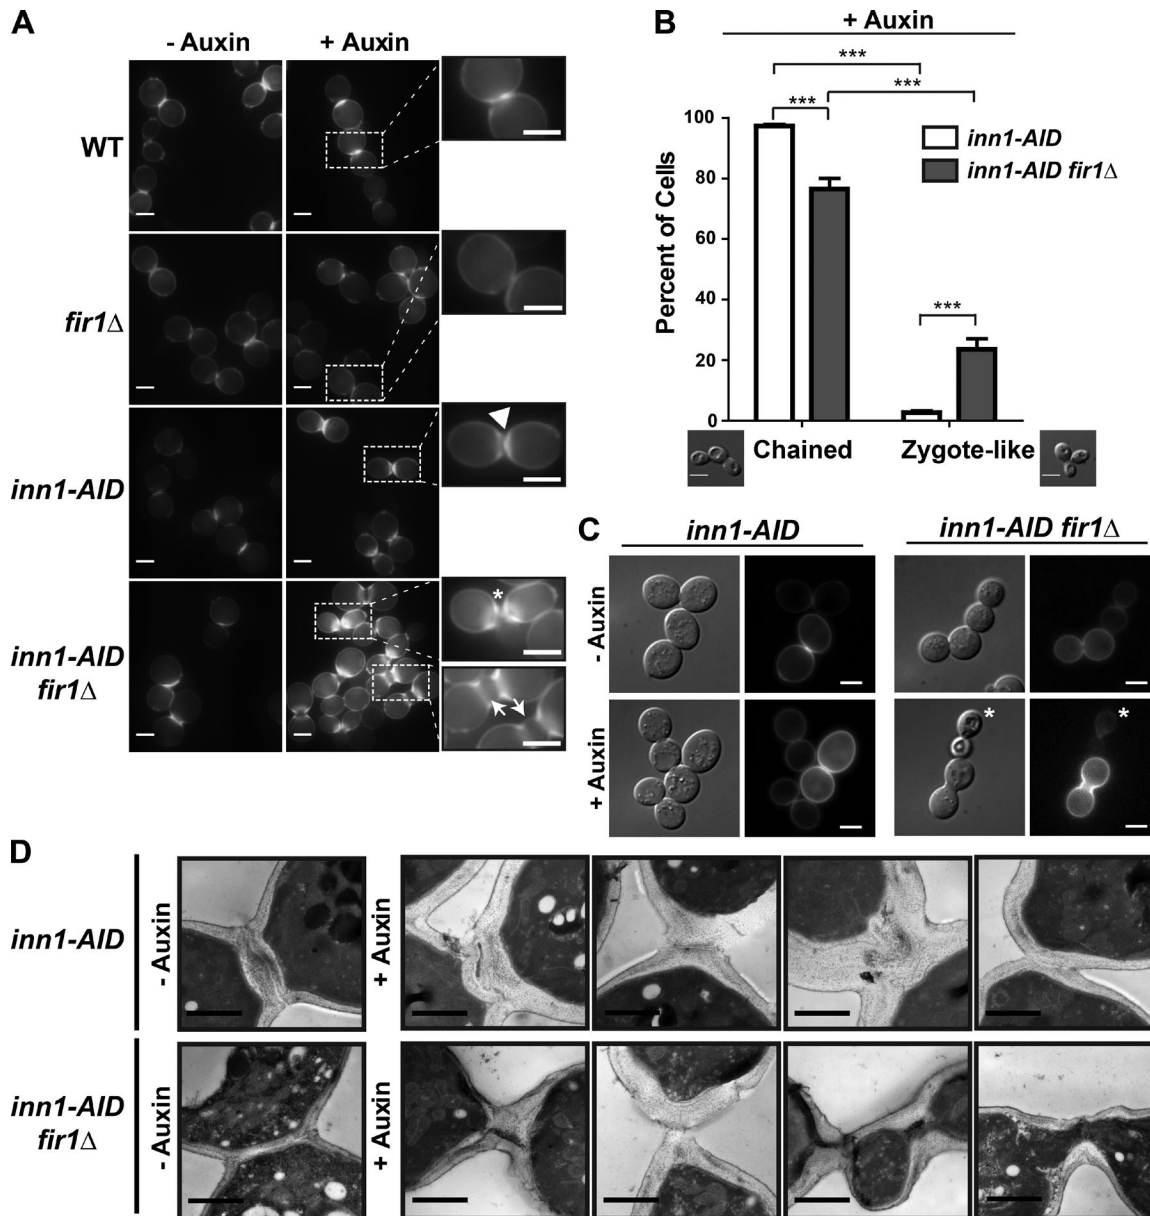 A
- Auxin
+ Auxin
WT
fir1Δ
inn1-AID
*
inn1-AID
fir1Δ
B
+ Auxin
***
***
***
***
100
80
60
40
20
0
Percent of Cells
inn1-AID
inn1-AID fir1Δ
Chained
Zygote-like
C
inn1-AID
inn1-AID fir1Δ
- Auxin
+ Auxin
*
*
D
inn1-AID
- Auxin
+ Auxin
inn1-AID
fir1Δ
- Auxin
+ Auxin